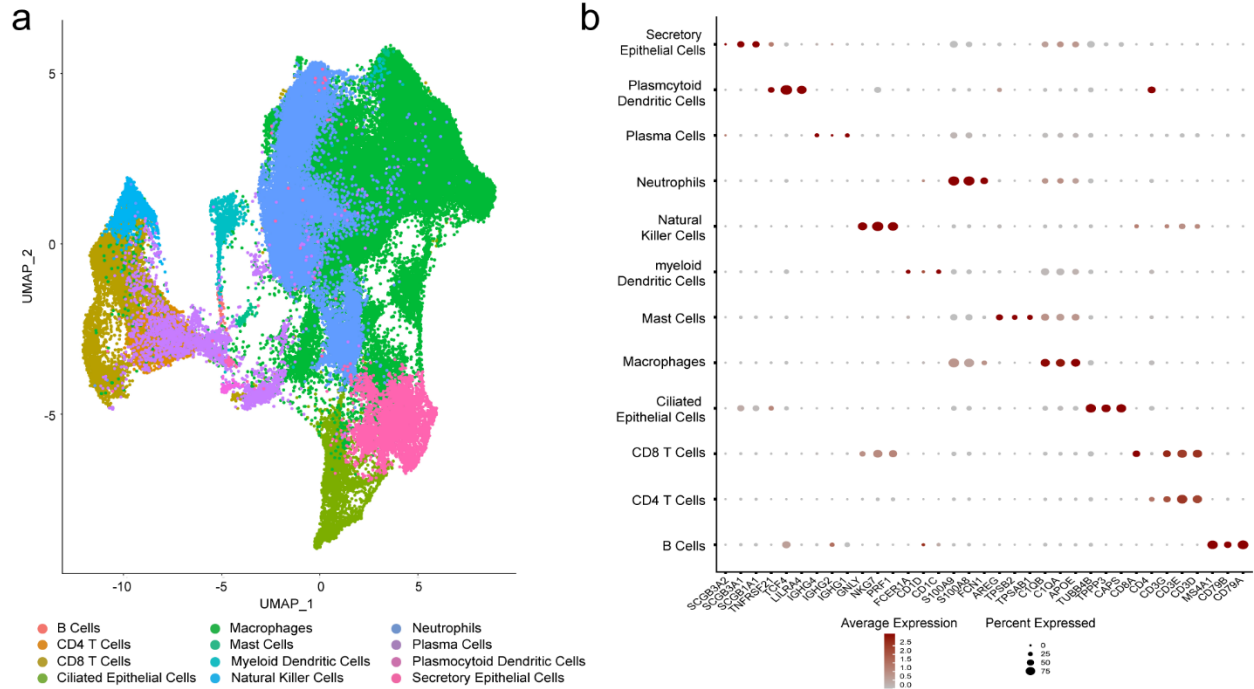 a
5
0
-5
UMAP_2
-10
-5
0
5
UMAP_1
B Cells
CD4 T Cells
CD8 T Cells
Ciliated Epithelial Cells
Macrophages
Mast Cells
Myeloid Dendritic Cells
Natural Killer Cells
Neutrophils
Plasma Cells
Plasmocytoid Dendritic Cells
Secretory Epithelial Cells
b
Secretory
Epithelial Cells
Plasmcytoid
Dendritic Cells
Plasma Cells
Neutrophils
Natural
Killer Cells
myeloid
Dendritic Cells
Mast Cells
Macrophages
Ciliated
Epithelial Cells
CD8 T Cells
CD4 T Cells
B Cells
SCGB3A2
SCGB3A1
SCGB1A1
TNFRSF21
TCF4
LILRA4
IGHG4
IGHG2
IGHG1
GNLY
NKG7
PRF1
FCER1A
CD1D
CD1C
S100A9
S100A8
FCN1
AREG
TPSB2
TPSAB1
C1QB
C1QA
APOE
TUBB4B
TPPP3
CAPS
CD8A
CD4
CD3G
CD3E
CD3D
MS4A1
CD79B
CD79A
Average Expression
2.5
2.0
1.5
1.0
0.5
0.0
Percent Expressed
0
25
50
75